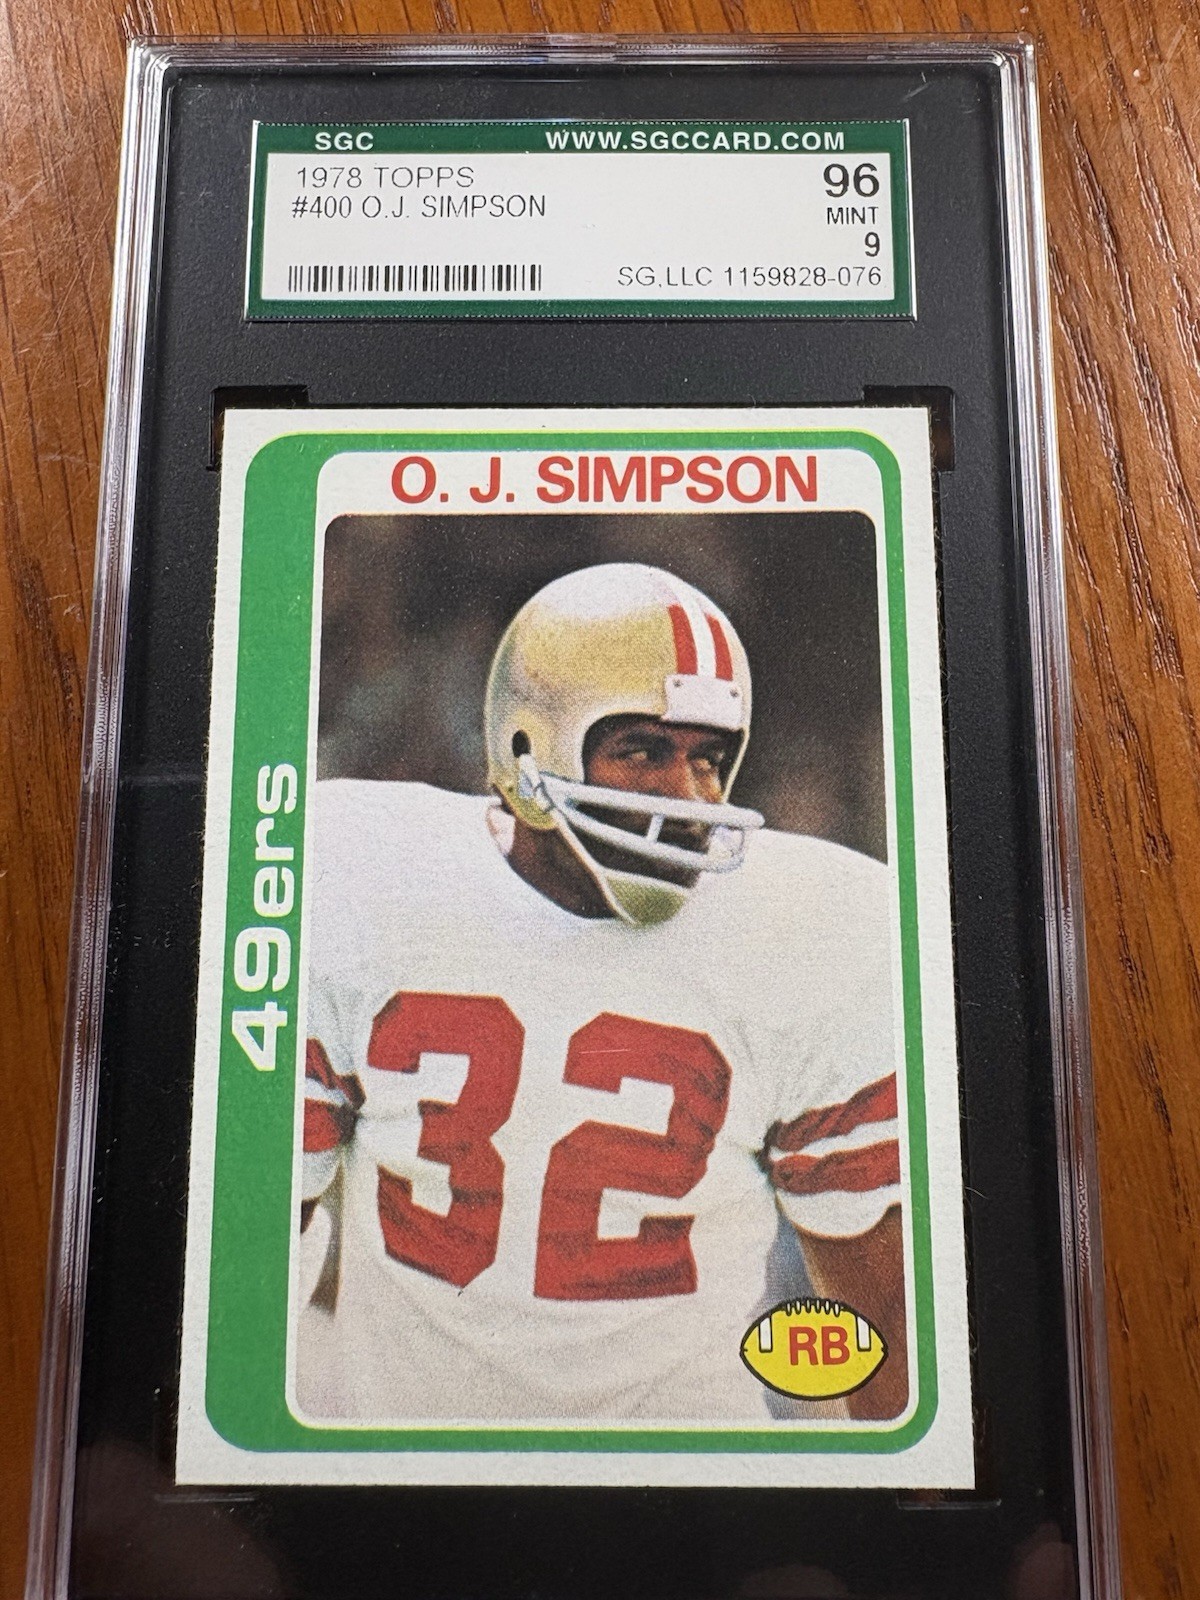 SGC WWW.SGCCARD.COM
1978 TOPPS
#400 O.J. SIMPSON
96
MINT
9
SG,LLC 1159828-076
O. J. SIMPSON
49ers
32
RB